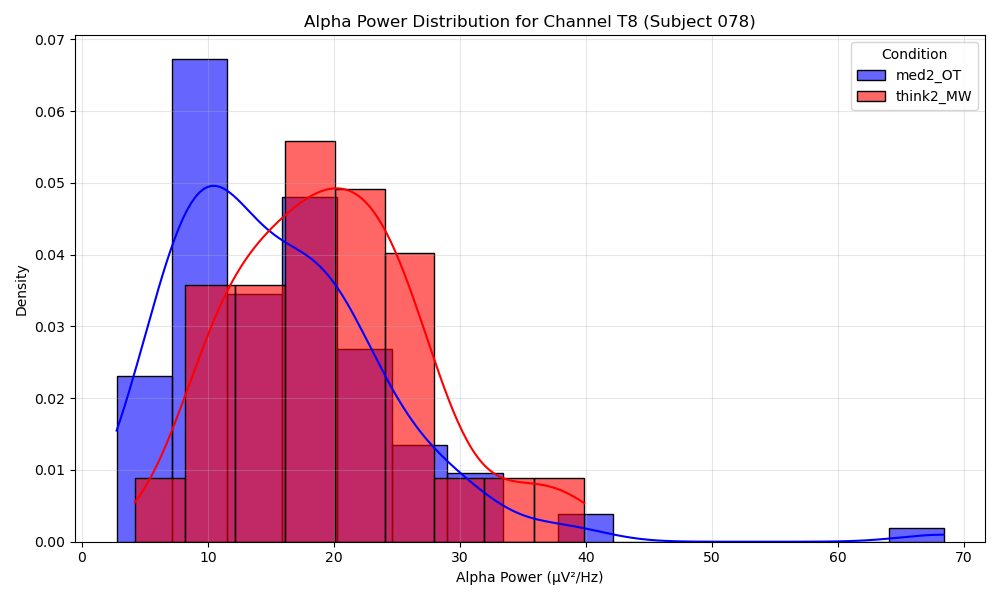 Alpha Power Distribution for Channel T8 (Subject 078)
Condition
med2_OT
think2_MW
Density
0.07
0.06
0.05
0.04
0.03
0.02
0.01
0.00
0 10 20 30 40 50 60 70
Alpha Power (µV²/Hz)